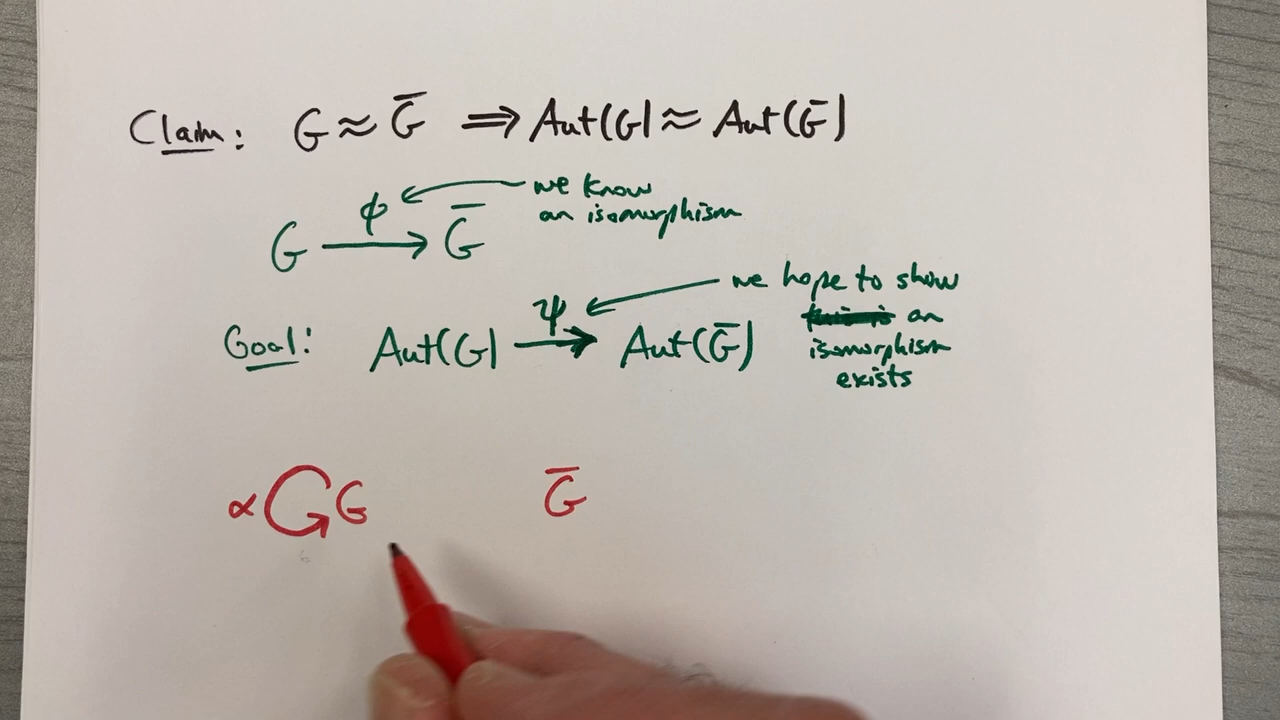 Claim: G ≈ G̅ ⟹ Aut(G) ≈ Aut(G̅)
ϕ we know
an isomorphism
G ⟶ G̅
ψ we hope to show
an
Goal: Aut(G) ⟶ Aut(G̅) isomorphism
exists
α G G̅